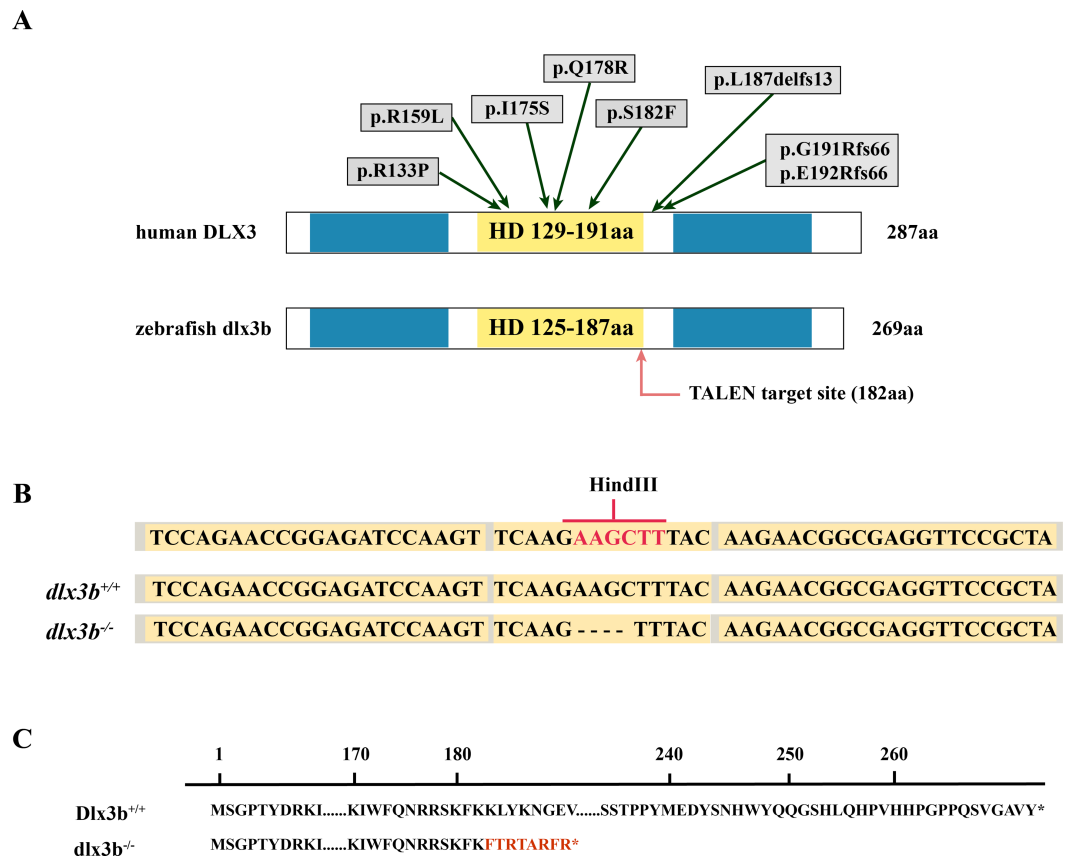 A
p.Q178R
p.L187delfs13
p.I175S
p.S182F
p.R159L
p.G191Rfs66
p.E192Rfs66
p.R133P
human DLX3 HD 129-191aa 287aa
zebrafish dlx3b HD 125-187aa 269aa
TALEN target site (182aa)
B
HindIII
TCCAGAACCGGAGATCCAAGT TCAAGAAGCTTTAC AAGAACGGCGAGGTTCCGCTA
dlx3b+/+ TCCAGAACCGGAGATCCAAGT TCAAGAAGCTTTAC AAGAACGGCGAGGTTCCGCTA
dlx3b-/- TCCAGAACCGGAGATCCAAGT TCAAG---- TTTAC AAGAACGGCGAGGTTCCGCTA
C
1 170 180 240 250 260
Dlx3b+/+ MSGPTYDRKI......KIWFQNRRSKFKKLYKNGEV......SSTPPYMEDYSNHWYQQGSHLQHPVHHPGPPQSVGAVY*
dlx3b-/- MSGPTYDRKI......KIWFQNRRSKFKFTRTARFR*